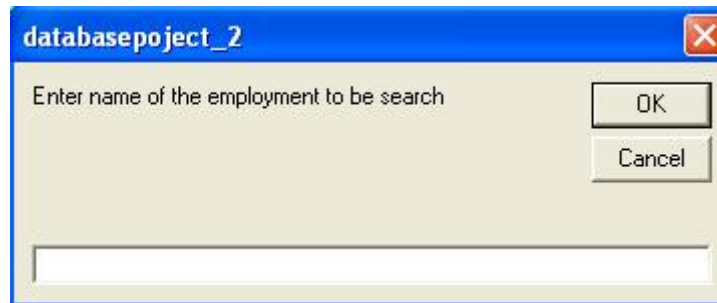 databasepoject_2
Enter name of the employment to be search
OK
Cancel